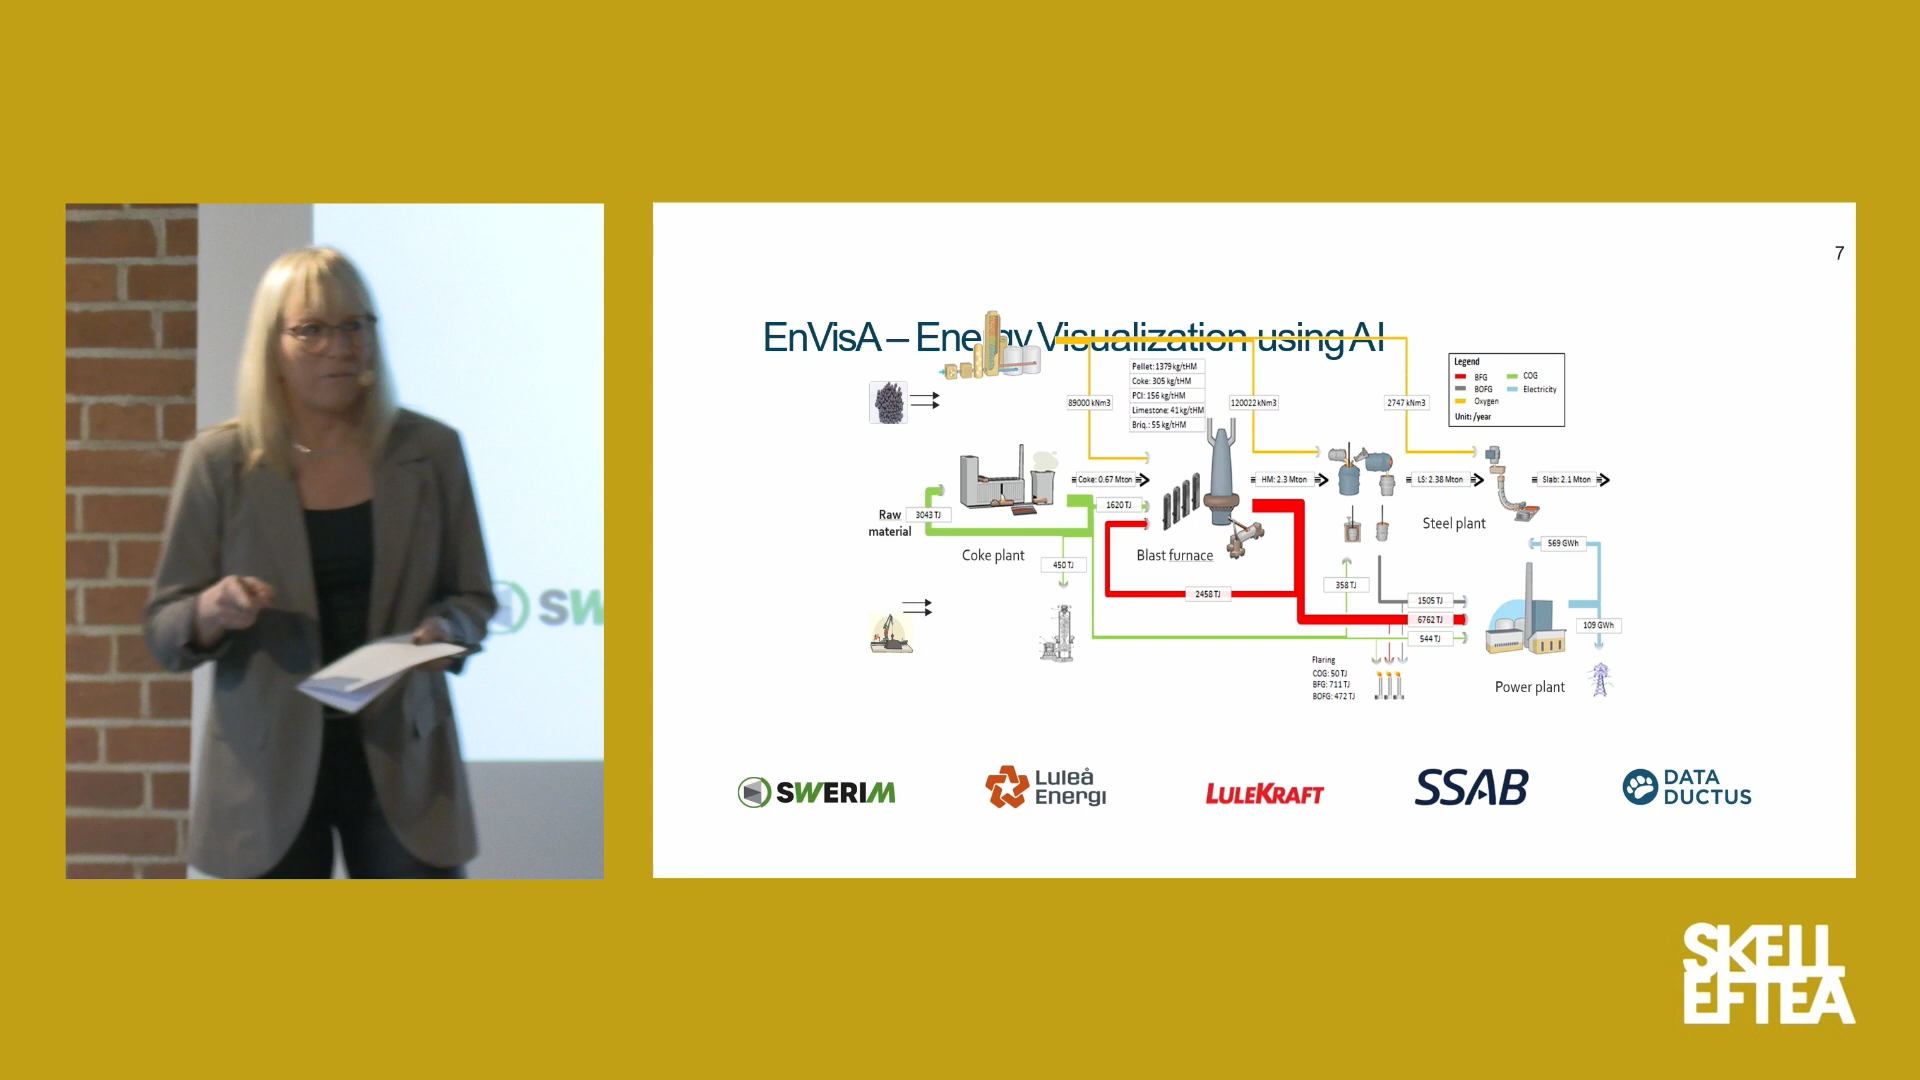 SW
7
EnVisA – Energy Visualization using AI
Pellet: 1379 kg/tHM
Coke: 305 kg/tHM
PCI: 156 kg/tHM
Limestone: 41 kg/tHM
Briq.: 55 kg/tHM
Legend
BFG
COG
BOFG
Electricity
Oxygen
Unit: /year
89000 kNm3
120022 kNm3
2747 kNm3
Coke: 0.67 Mton
HM: 2.3 Mton
LS: 2.38 Mton
Slab: 2.1 Mton
1620 TJ
Raw
material
3043 TJ
Steel plant
Coke plant
Blast furnace
569 GWh
450 TJ
358 TJ
2458 TJ
1505 TJ
6762 TJ
544 TJ
109 GWh
Flaring
COG: 50 TJ
BFG: 711 TJ
BOFG: 472 TJ
Power plant
SWERIM
Luleå
Energi
LULEKRAFT
SSAB
DATA
DUCTUS
SKELL
EFTEÅ